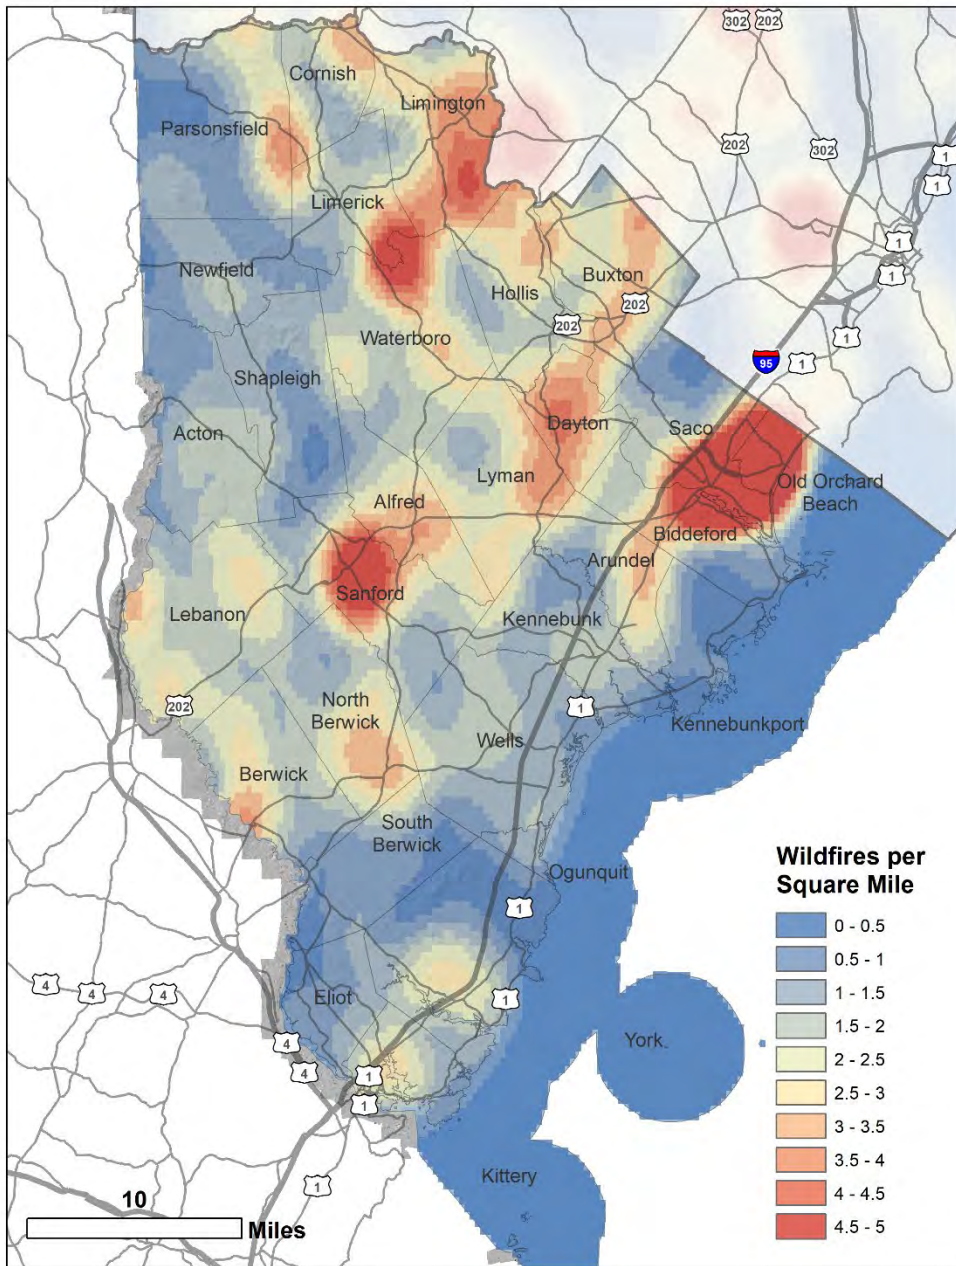 302 202
Cornish
Limington
Parsonsfield
202
302
1
1
Limerick
1
Newfield
1
Buxton
Hollis
202
202
Waterboro
1
95
1
Shapleigh
Acton
Dayton
Saco
Lyman
Old Orchard
Beach
Alfred
Biddeford
Arundel
Sanford
Lebanon
Kennebunk
202
North
Berwick
1
Kennebunkport
Wells
Berwick
South
Berwick
Ogunquit
1
4
4
4
Eliot
1
4
York
4
1
1
Kittery
1
10
Miles
Wildfires per
Square Mile
0 - 0.5
0.5 - 1
1 - 1.5
1.5 - 2
2 - 2.5
2.5 - 3
3 - 3.5
3.5 - 4
4 - 4.5
4.5 - 5